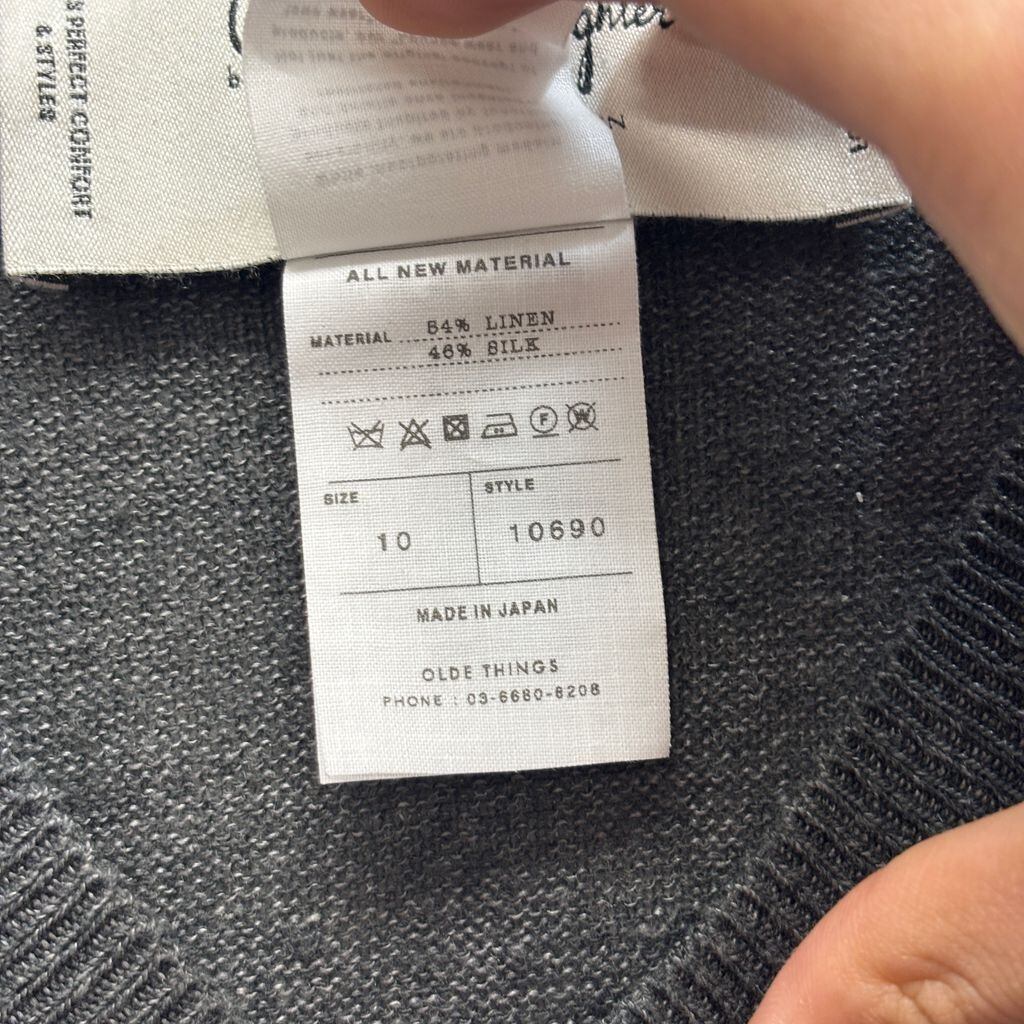 S PERFECT COMFORT
& STYLES
ghter
ALL NEW MATERIAL
MATERIAL 54% LINEN
46% SILK
F W
SIZE STYLE
10 10690
MADE IN JAPAN
OLDE THINGS
PHONE : 03-6680-8208